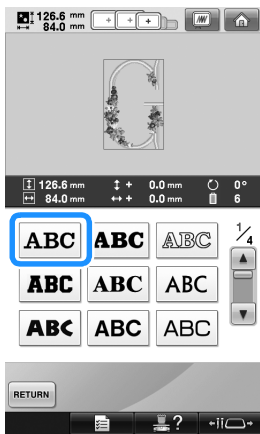 126.6 mm
84.0 mm
126.6 mm + 0.0 mm 0°
84.0 mm + 0.0 mm 6
ABC ABC ABC 1/4
ABC ABC ABC
ABC ABC ABC
RETURN
?